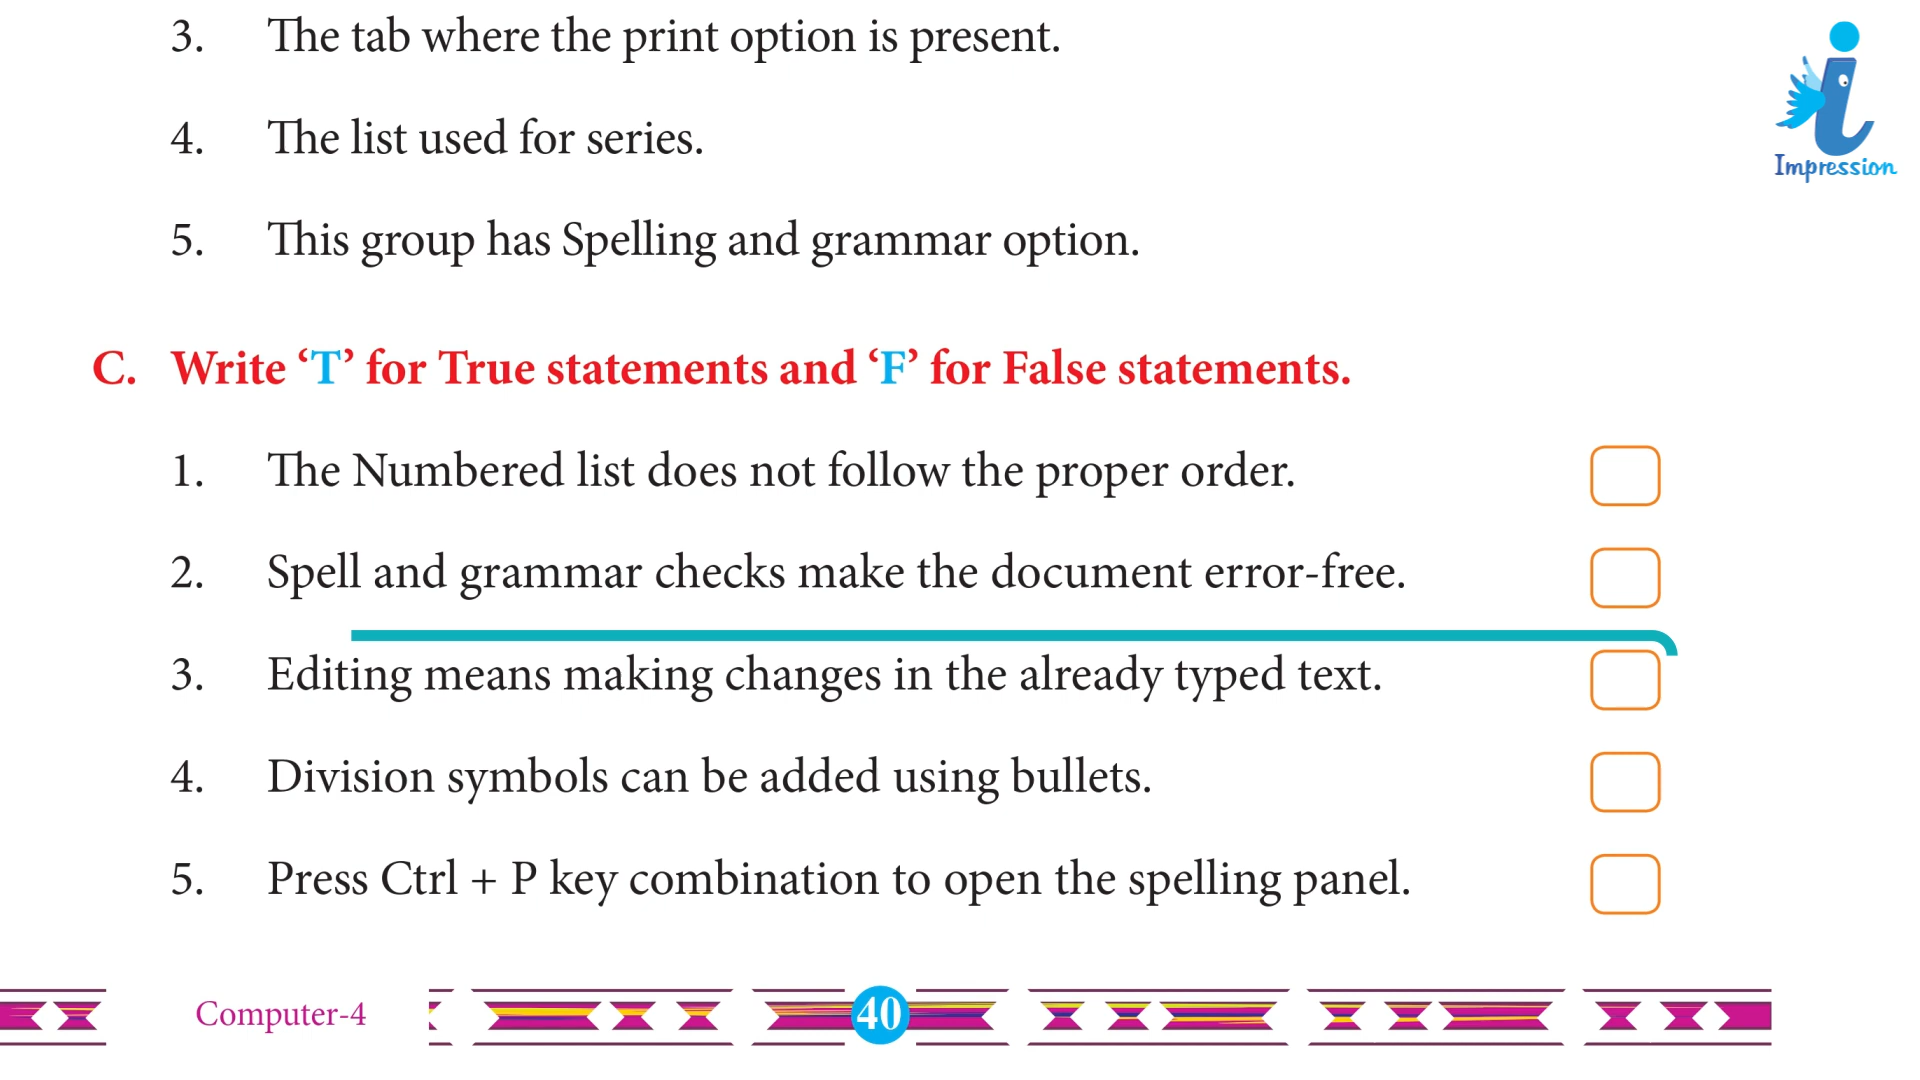 3. The tab where the print option is present.
4. The list used for series.
5. This group has Spelling and grammar option.
Impression
C. Write ‘T’ for True statements and ‘F’ for False statements.
1. The Numbered list does not follow the proper order.
2. Spell and grammar checks make the document error-free.
3. Editing means making changes in the already typed text.
4. Division symbols can be added using bullets.
5. Press Ctrl + P key combination to open the spelling panel.
Computer-4
40